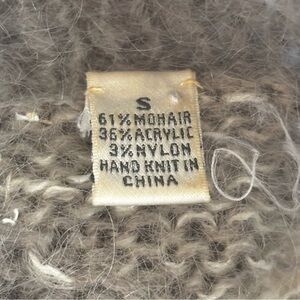 S
61% MOHAIR
36% ACRYLIC
3% NYLON
HAND KNIT IN
CHINA